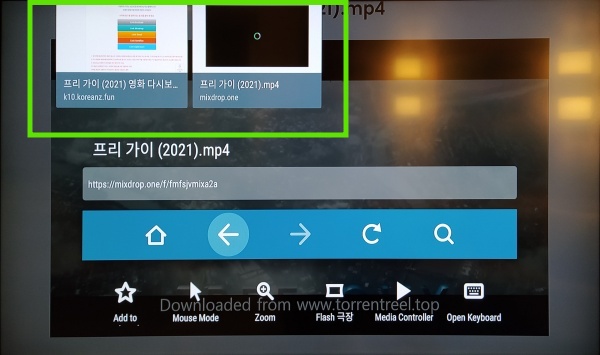 ).mp4
프리 가이 (2021) 영화 다시보...
k10.koreanz.fun
프리 가이 (2021).mp4
mixdrop.one
프리 가이 (2021).mp4
https://mixdrop.one/f/fmfsjvmixa2a
Add to
Mouse Mode
Zoom
Flash 극장
Media Controller
Open Keyboard
Downloaded from www.torrentreel.top